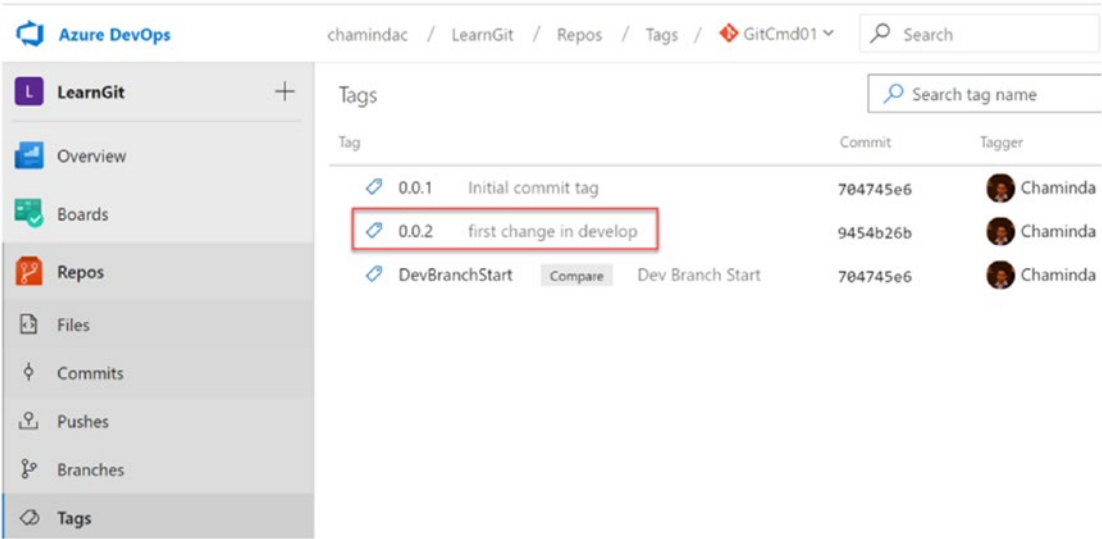 Azure DevOps
chamindac / LearnGit / Repos / Tags / GitCmd01
Search
L LearnGit
Tags
Search tag name
Overview
Tag Commit Tagger
0.0.1 Initial commit tag 704745e6 Chaminda
Boards
0.0.2 first change in develop 9454b26b Chaminda
Repos
DevBranchStart Compare Dev Branch Start 704745e6 Chaminda
Files
Commits
Pushes
Branches
Tags